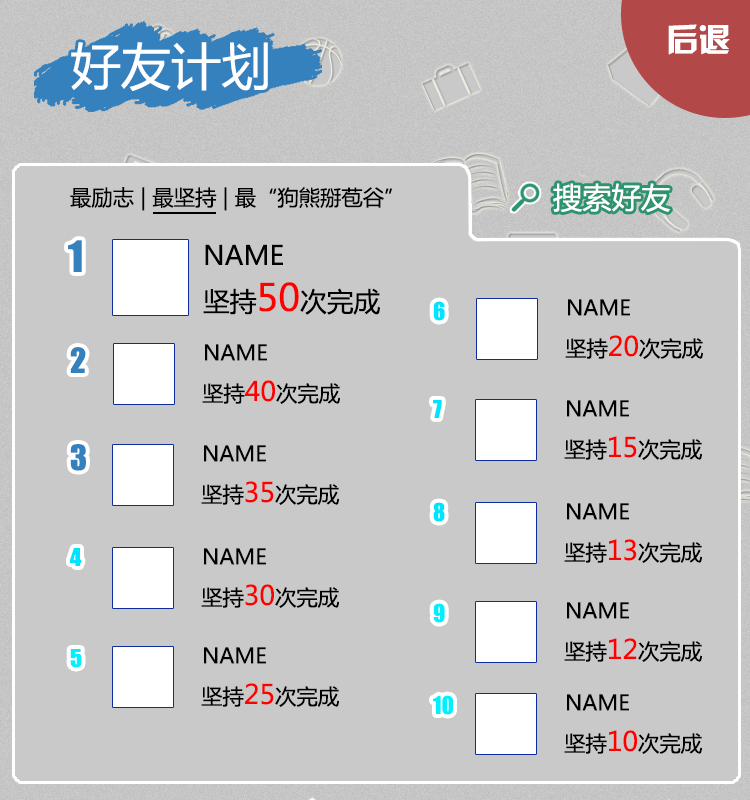 好友计划
后退
最励志 | 最坚持 | 最“狗熊掰苞谷”
搜索好友
1
NAME
坚持50次完成
2
NAME
坚持40次完成
3
NAME
坚持35次完成
4
NAME
坚持30次完成
5
NAME
坚持25次完成
6
NAME
坚持20次完成
7
NAME
坚持15次完成
8
NAME
坚持13次完成
9
NAME
坚持12次完成
10
NAME
坚持10次完成